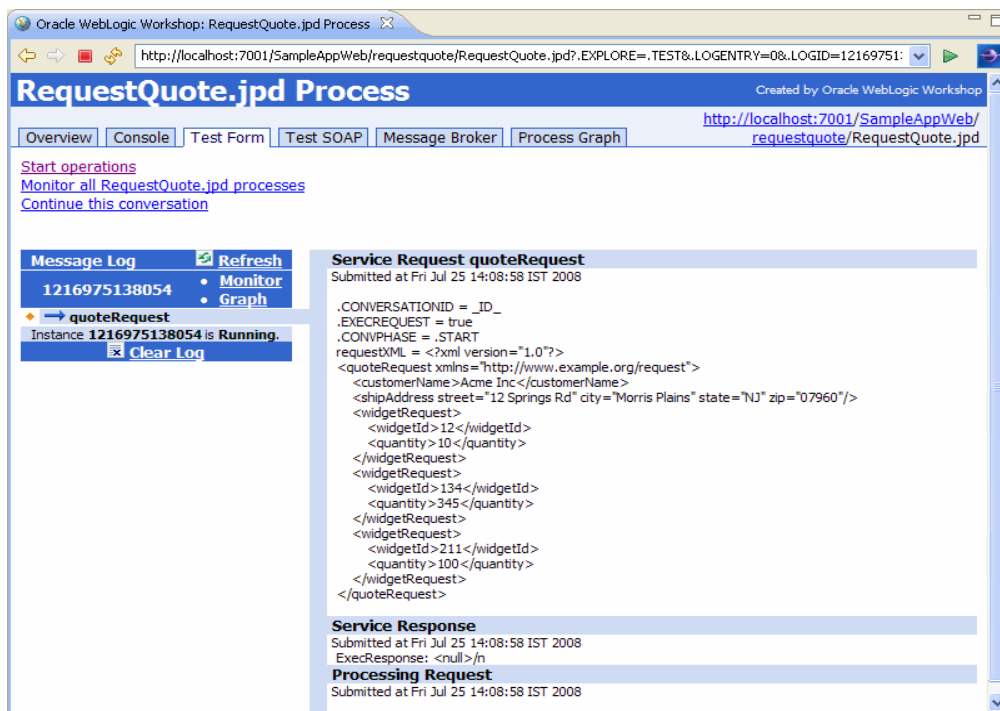 Oracle WebLogic Workshop: RequestQuote.jpd Process
http://localhost:7001/SampleAppWeb/requestquote/RequestQuote.jpd?.EXPLORE=.TEST&.LOGENTRY=0&.LOGID=12169751:
RequestQuote.jpd Process
Created by Oracle WebLogic Workshop
Overview Console Test Form Test SOAP Message Broker Process Graph
http://localhost:7001/SampleAppWeb/
requestquote/RequestQuote.jpd
Start operations
Monitor all RequestQuote.jpd processes
Continue this conversation
Message Log Refresh
1216975138054
• Monitor
• Graph
quoteRequest
Instance 1216975138054 is Running.
Clear Log
Service Request quoteRequest
Submitted at Fri Jul 25 14:08:58 IST 2008
.CONVERSATIONID = _ID_
.EXECREQUEST = true
.CONVPHASE = .START
requestXML = <?xml version="1.0"?>
<quoteRequest xmlns="http://www.example.org/request">
<customerName>Acme Inc</customerName>
<shipAddress street="12 Springs Rd" city="Morris Plains" state="NJ" zip="07960"/>
<widgetRequest>
<widgetId>12</widgetId>
<quantity>10</quantity>
</widgetRequest>
<widgetRequest>
<widgetId>134</widgetId>
<quantity>345</quantity>
</widgetRequest>
<widgetRequest>
<widgetId>211</widgetId>
<quantity>100</quantity>
</widgetRequest>
</quoteRequest>
Service Response
Submitted at Fri Jul 25 14:08:58 IST 2008
ExecResponse: <null>/n
Processing Request
Submitted at Fri Jul 25 14:08:58 IST 2008